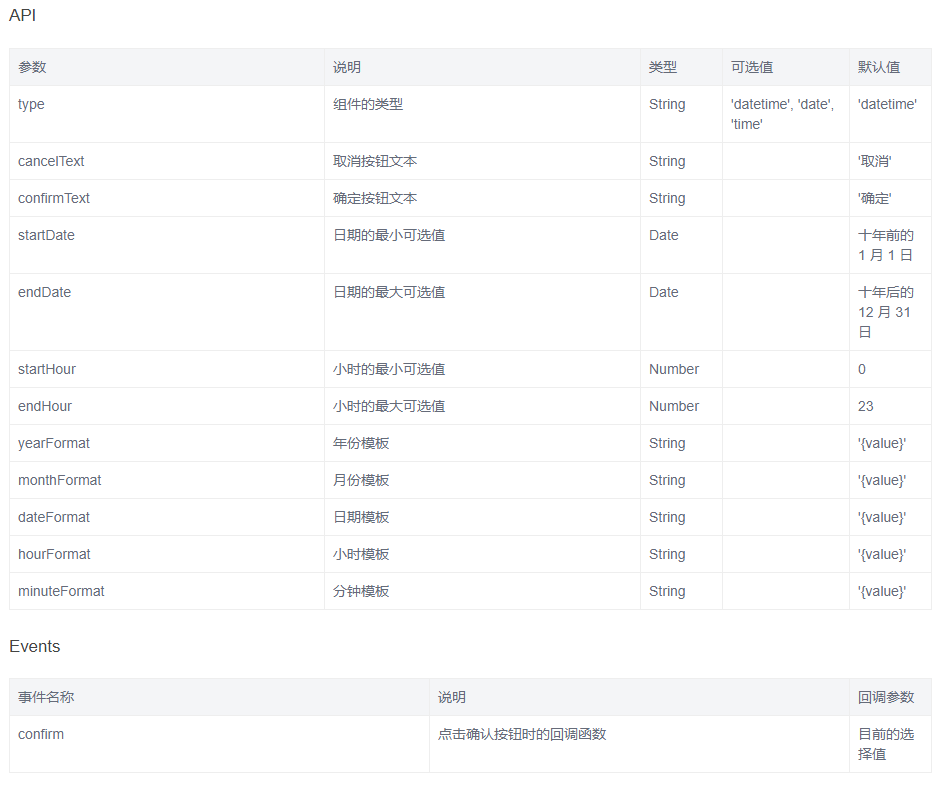 API
参数 说明 类型 可选值 默认值
type 组件的类型 String 'datetime', 'date', 'datetime'
'time'
cancelText 取消按钮文本 String '取消'
confirmText 确定按钮文本 String '确定'
startDate 日期的最小可选值 Date 十年前的
1 月 1 日
endDate 日期的最大可选值 Date 十年后的
12 月 31
日
startHour 小时的最小可选值 Number 0
endHour 小时的最大可选值 Number 23
yearFormat 年份模板 String '{value}'
monthFormat 月份模板 String '{value}'
dateFormat 日期模板 String '{value}'
hourFormat 小时模板 String '{value}'
minuteFormat 分钟模板 String '{value}'
Events
事件名称 说明 回调参数
confirm 点击确认按钮时的回调函数 目前的选
择值